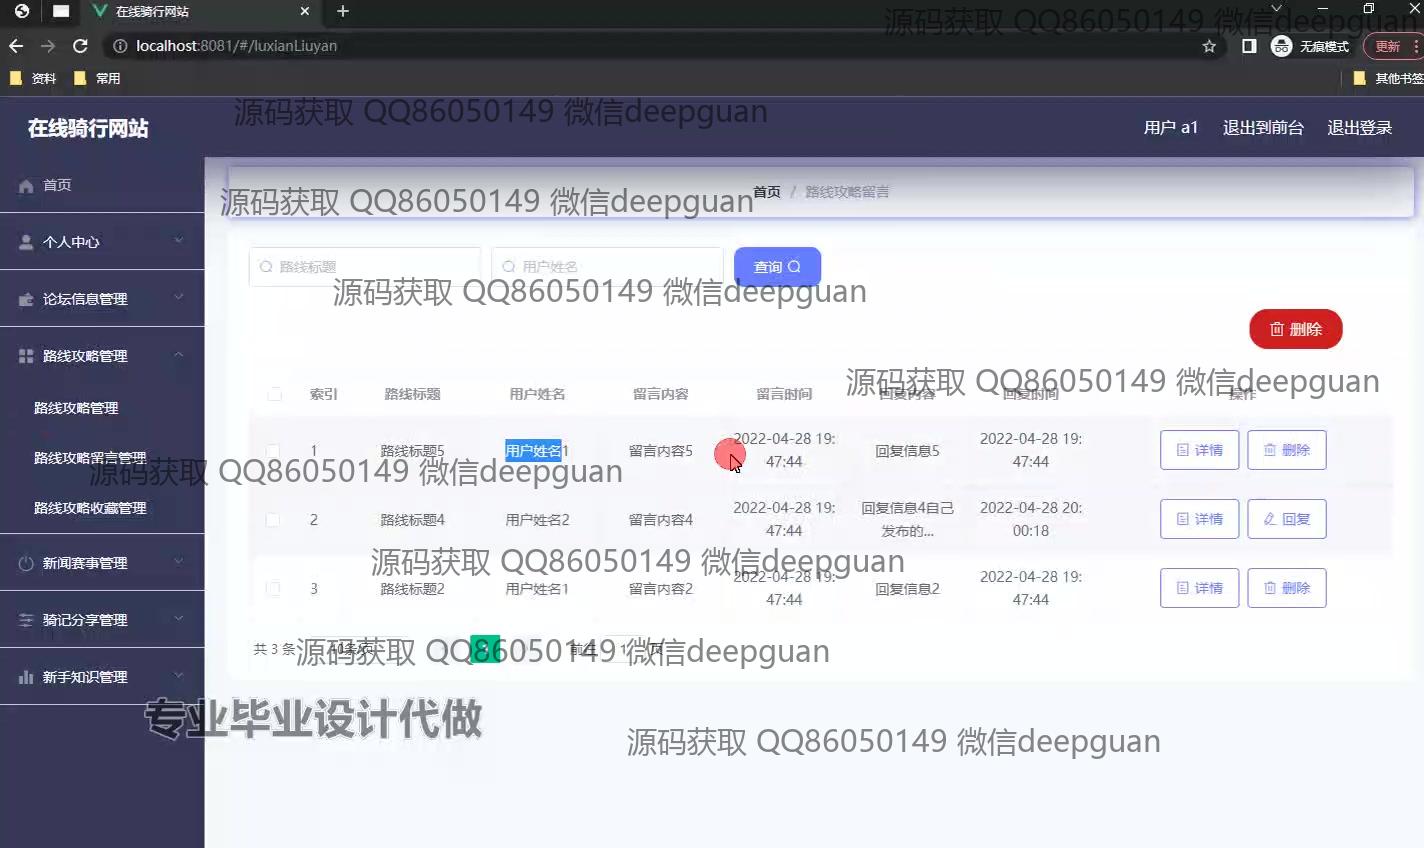 在线骑行网站
localhost:8081/#/luxianLiuyan
无痕模式
更新
资料
常用
其他书签
源码获取 QQ86050149 微信deepguan
源码获取 QQ86050149 微信deepguan
在线骑行网站
用户 a1
退出到前台
退出登录
首页
个人中心
论坛信息管理
路线攻略管理
路线攻略管理
路线攻略留言管理
路线攻略收藏管理
新闻赛事管理
骑记分享管理
新手知识管理
源码获取 QQ86050149 微信deepguan
首页 / 路线攻略留言
路线标题
用户姓名
查询
源码获取 QQ86050149 微信deepguan
删除
源码获取 QQ86050149 微信deepguan
索引 路线标题 用户姓名 留言内容 留言时间 回复内容 回复时间 操作
1 路线标题5 用户姓名1 留言内容5 2022-04-28 19:47:44 回复信息5 2022-04-28 19:47:44 详情 删除
源码获取 QQ86050149 微信deepguan
2 路线标题4 用户姓名2 留言内容4 2022-04-28 19:47:44 回复信息4自己发布的... 2022-04-28 20:00:18 详情 回复
源码获取 QQ86050149 微信deepguan
3 路线标题2 用户姓名1 留言内容2 2022-04-28 19:47:44 回复信息2 2022-04-28 19:47:44 详情 删除
共 3 条 10条/页 前往 1 页
源码获取 QQ86050149 微信deepguan
专业毕业设计代做
源码获取 QQ86050149 微信deepguan